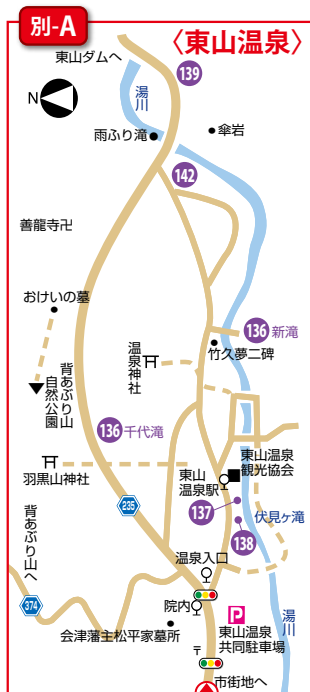 別-A
〈東山温泉〉
東山ダムへ
139
湯川
N
雨ふり滝
傘岩
142
善龍寺卍
おけいの墓
136 新滝
竹久夢二碑
温泉神社
背あぶり山
自然公園
136 千代滝
羽黒山神社
東山温泉
観光協会
東山
温泉駅
137
235
伏見ヶ滝
138
背あぶり山へ
温泉入口
374
院内
P
湯川
会津藩主松平家墓所
東山温泉
共同駐車場
〒
市街地へ